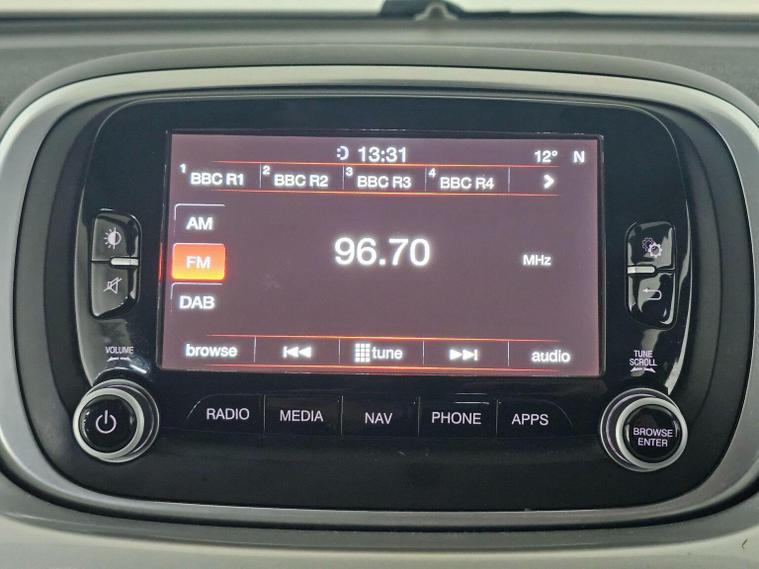 13:31 12° N
1 BBC R1 2 BBC R2 3 BBC R3 4 BBC R4
AM
FM 96.70 MHz
DAB
browse tune audio
VOLUME
TUNE
SCROLL
RADIO MEDIA NAV PHONE APPS
BROWSE
ENTER